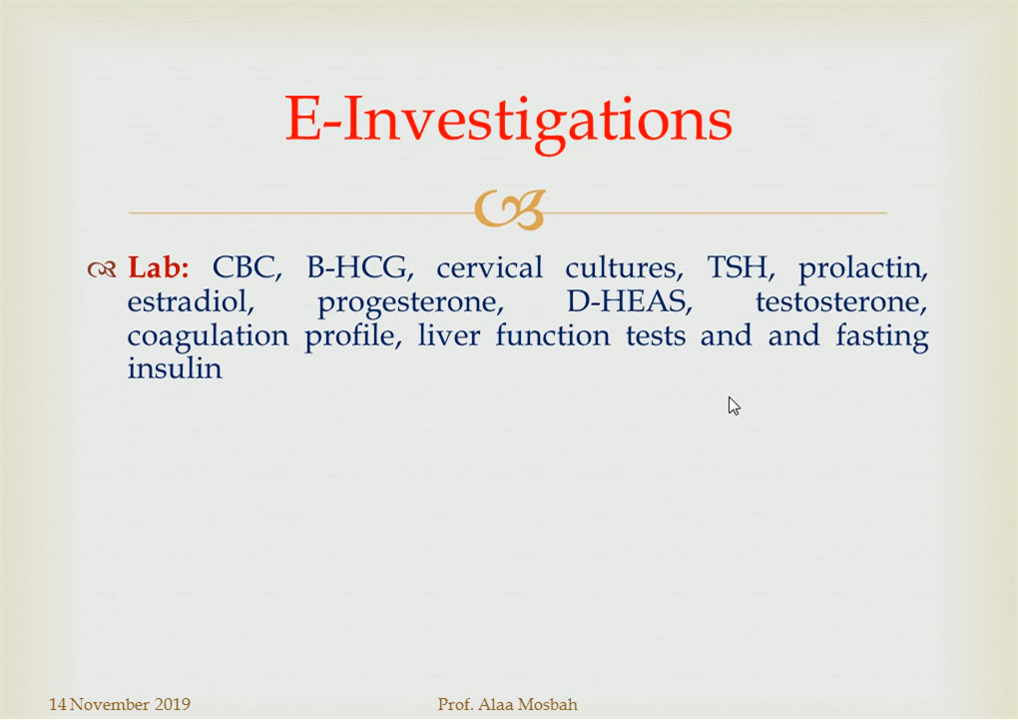 E-Investigations
Lab: CBC, B-HCG, cervical cultures, TSH, prolactin,
estradiol, progesterone, D-HEAS, testosterone,
coagulation profile, liver function tests and and fasting
insulin
14 November 2019
Prof. Alaa Mosbah